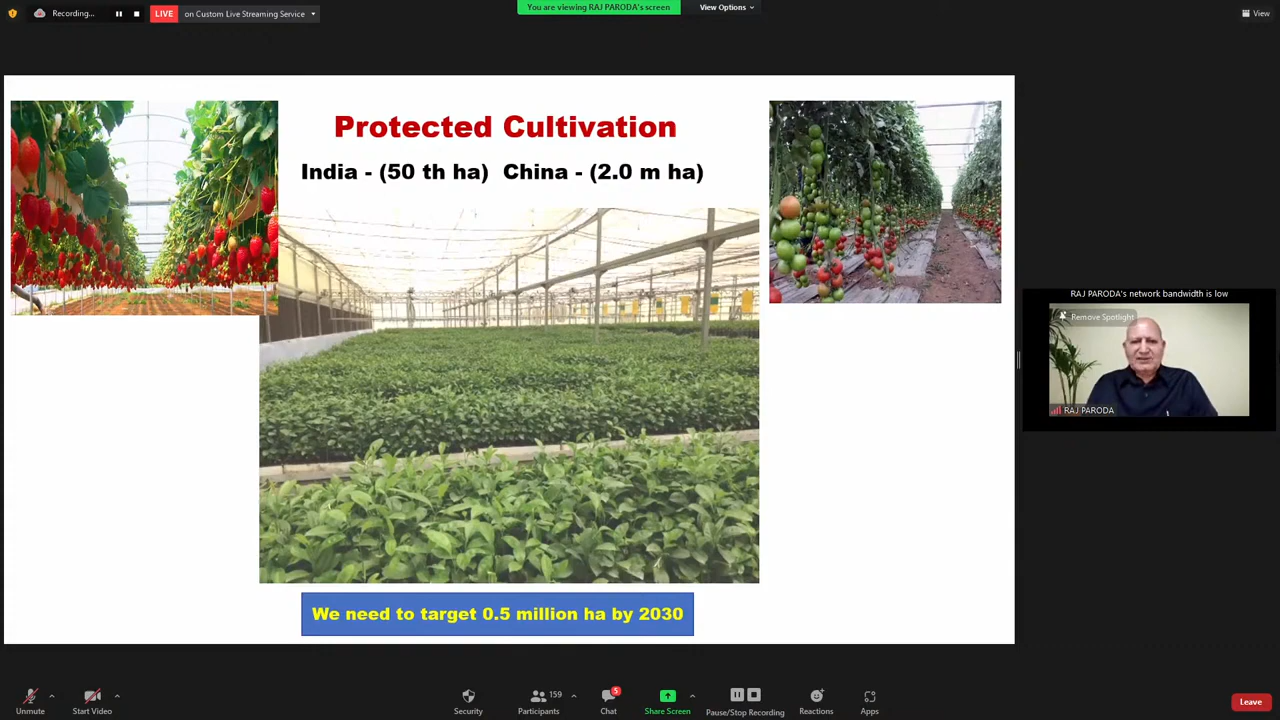 Recording...
LIVE
on Custom Live Streaming Service
You are viewing RAJ PARODA's screen
View Options
View
Protected Cultivation
India - (50 th ha) China - (2.0 m ha)
We need to target 0.5 million ha by 2030
RAJ PARODA's network bandwidth is low
Remove Spotlight
RAJ PARODA
Unmute
Start Video
Security
159
Participants
5
Chat
Share Screen
Pause/Stop Recording
Reactions
Apps
Leave